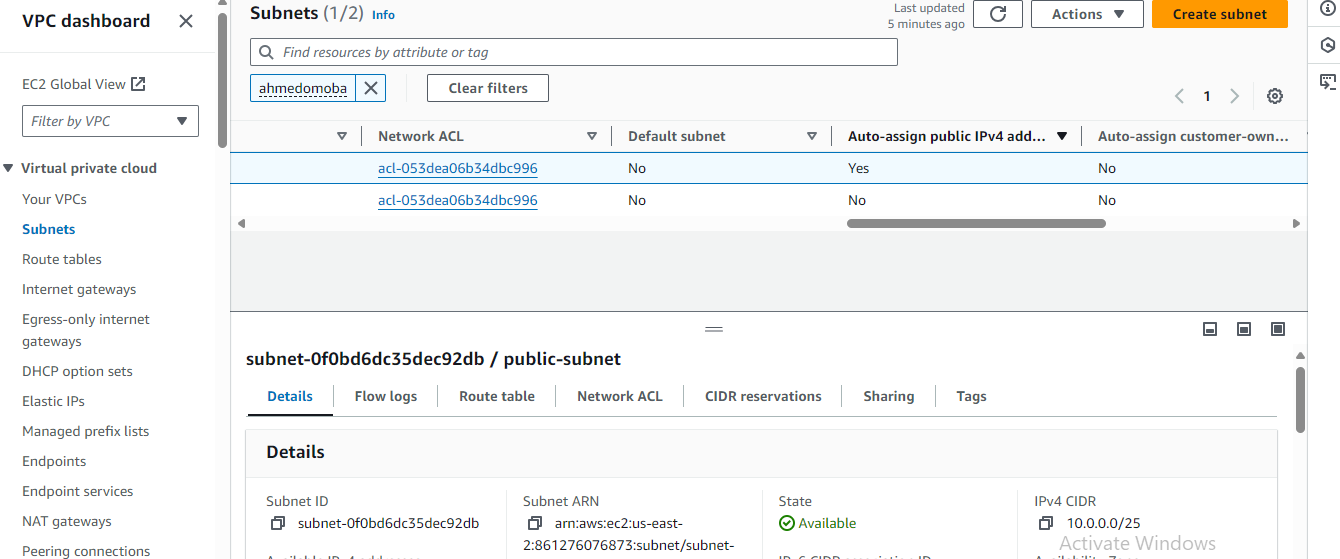 VPC dashboard
EC2 Global View
Filter by VPC
Virtual private cloud
Your VPCs
Subnets
Route tables
Internet gateways
Egress-only internet
gateways
DHCP option sets
Elastic IPs
Managed prefix lists
Endpoints
Endpoint services
NAT gateways
Peering connections
Subnets (1/2) Info
Last updated
5 minutes ago
Actions
Create subnet
Find resources by attribute or tag
ahmedomoba
Clear filters
1
Network ACL Default subnet Auto-assign public IPv4 add... Auto-assign customer-own...
acl-053dea06b34dbc996 No Yes No
acl-053dea06b34dbc996 No No No
subnet-0f0bd6dc35dec92db / public-subnet
Details Flow logs Route table Network ACL CIDR reservations Sharing Tags
Details
Subnet ID
subnet-0f0bd6dc35dec92db
Subnet ARN
arn:aws:ec2:us-east-
2:861276076873:subnet/subnet-
State
Available
IPv4 CIDR
10.0.0.0/25
Activate Windows